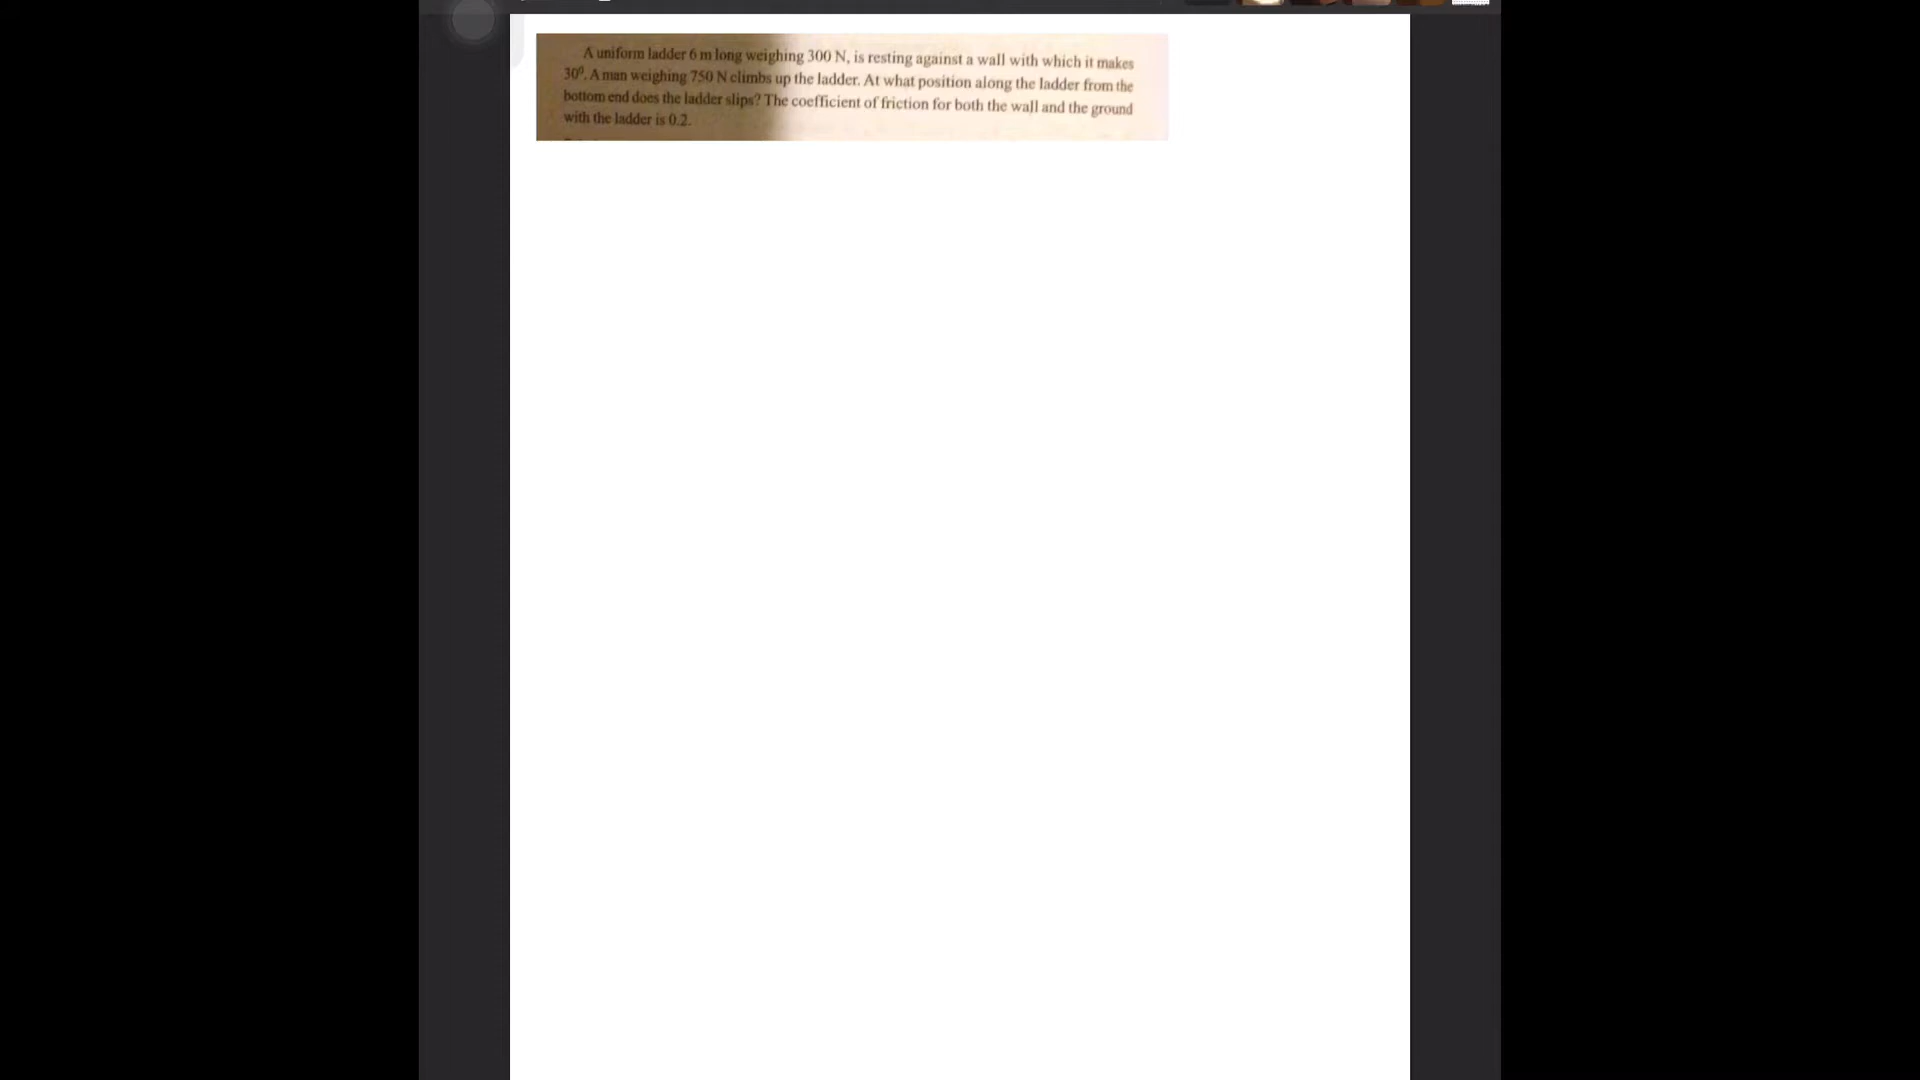 A uniform ladder 6 m long weighing 300 N, is resting against a wall with which it makes
30⁰. A man weighing 750 N climbs up the ladder. At what position along the ladder from the
bottom end does the ladder slips? The coefficient of friction for both the wall and the ground
with the ladder is 0.2.